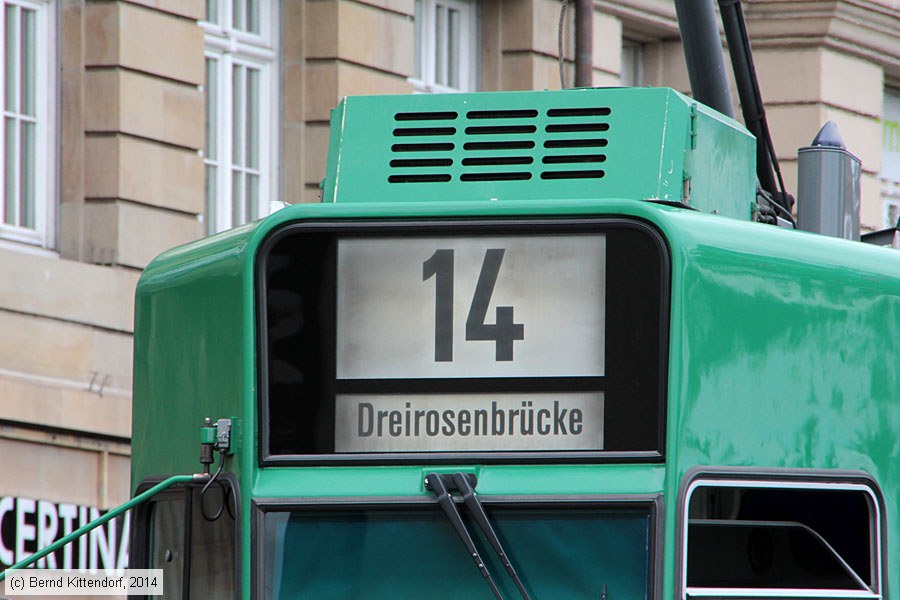 14
Dreirosenbrücke
CERTINA
(c) Bernd Kittendorf, 2014